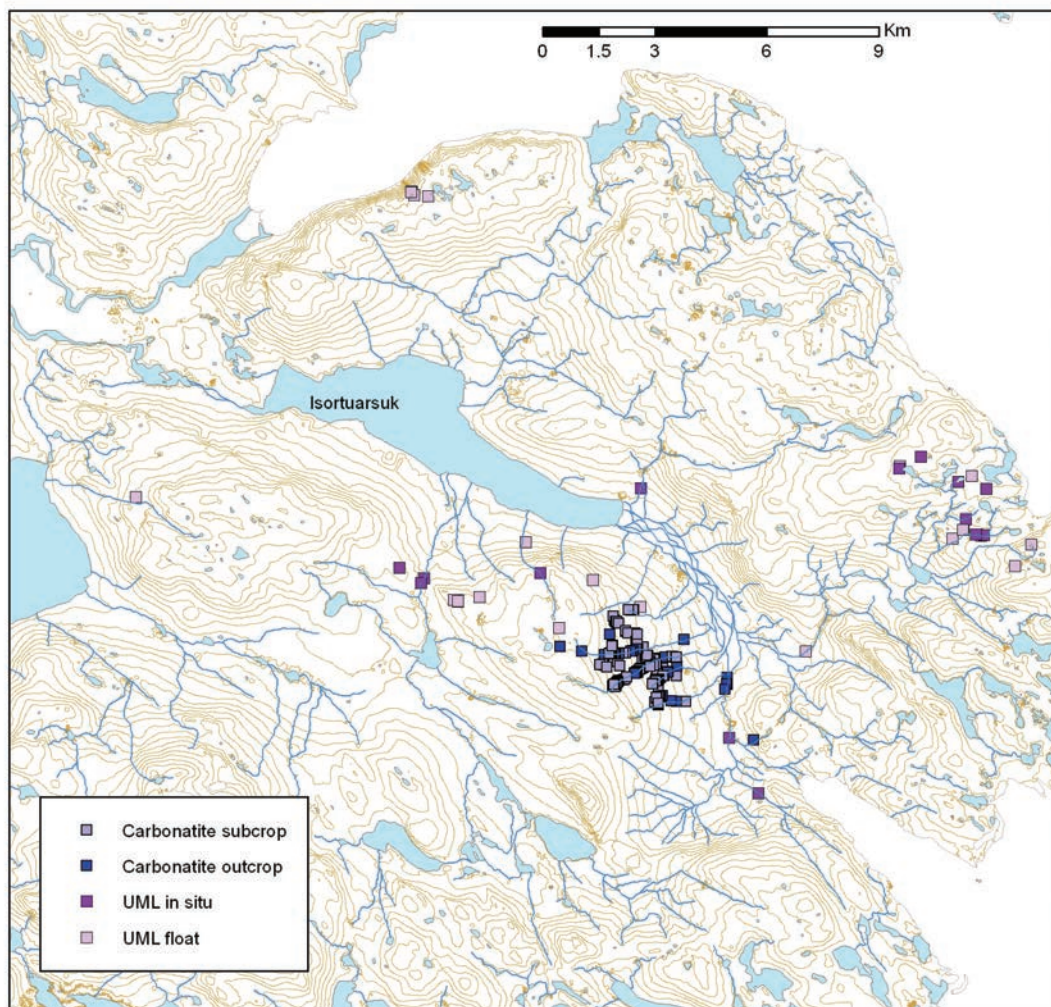 Km
0 1.5 3 6 9
Isortuarsuk
Carbonatite subcrop
Carbonatite outcrop
UML in situ
UML float